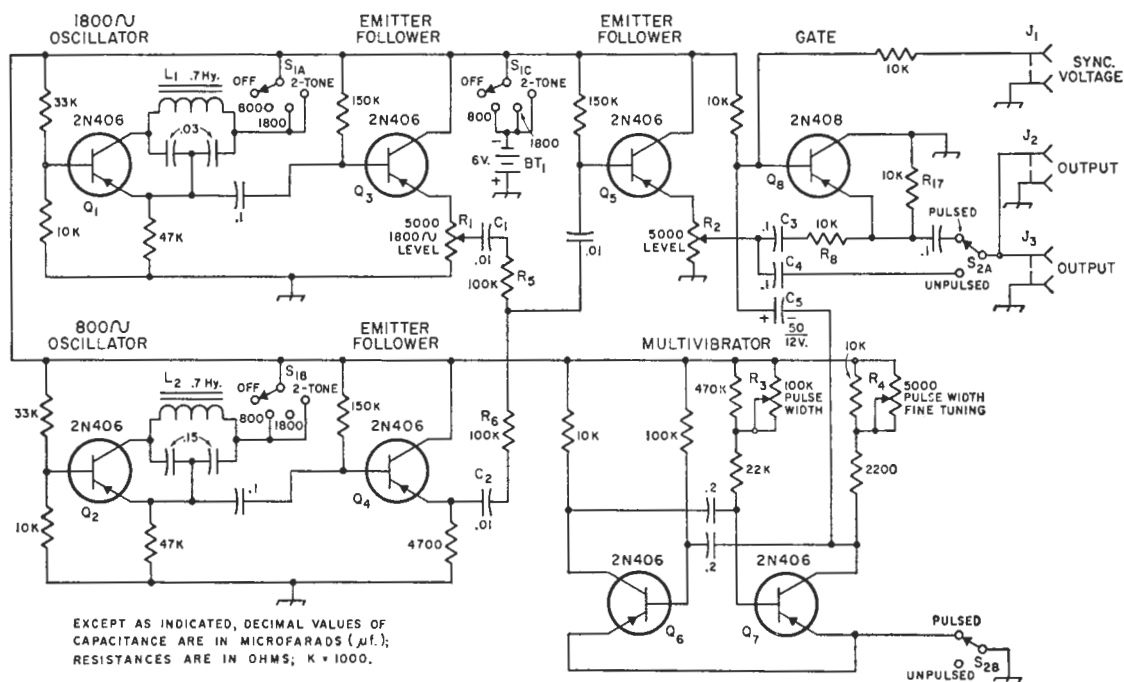 1800∿
OSCILLATOR
EMITTER
FOLLOWER
EMITTER
FOLLOWER
GATE
J1
SYNC.
VOLTAGE
10K
L1 .7 Hy.
OFF
S1A
2-TONE
800
1800
33K
2N406
.03
Q1
10K
47K
.1
150K
2N406
Q3
5000
1800∿
LEVEL
R1
C1
.01
R5
100K
OFF
S1C
2-TONE
800
1800
6V.
BT1
150K
2N406
Q5
.01
5000
LEVEL
R2
10K
2N408
Q8
10K
R17
C3
.1
10K
R8
C4
.1
.1
PULSED
S2A
UNPULSED
J2
OUTPUT
J3
OUTPUT
C5
+ −
50
12V.
800∿
OSCILLATOR
EMITTER
FOLLOWER
MULTIVIBRATOR
L2 .7 Hy.
OFF
S1B
2-TONE
800
1800
33K
2N406
.15
Q2
10K
47K
.1
150K
2N406
Q4
4700
C2
.01
R6
100K
10K
100K
470K
R3
100K
PULSE
WIDTH
22K
10K
R4
5000
PULSE WIDTH
FINE TUNING
2200
.2
.2
2N406
Q6
2N406
Q7
PULSED
S2B
UNPULSED
EXCEPT AS INDICATED, DECIMAL VALUES OF
CAPACITANCE ARE IN MICROFARADS (µf.);
RESISTANCES ARE IN OHMS; K = 1000.